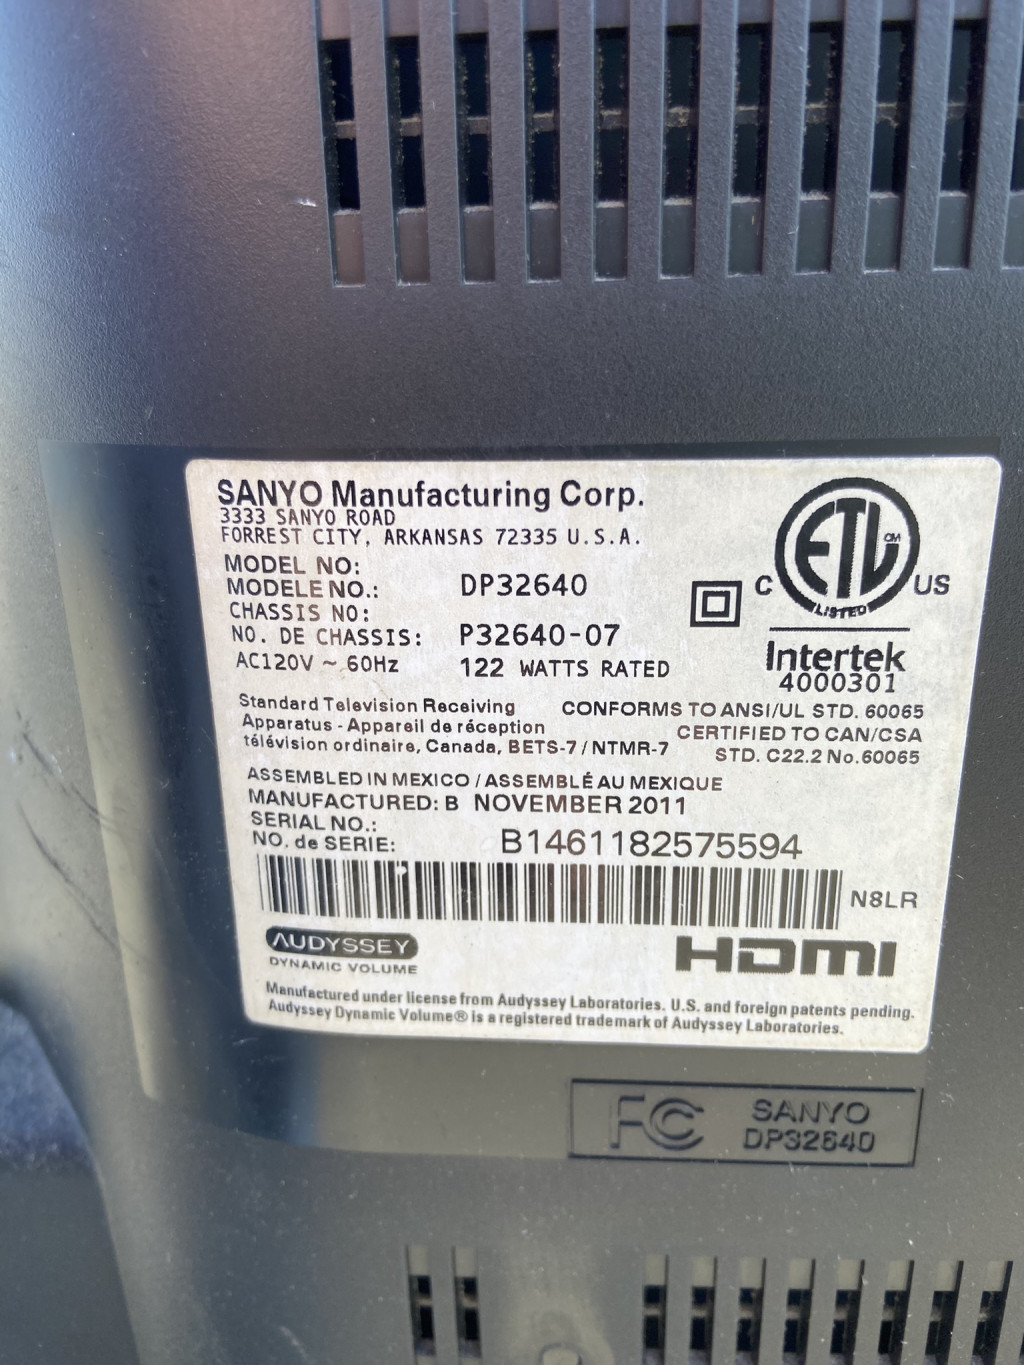 SANYO Manufacturing Corp.
3333 SANYO ROAD
FORREST CITY, ARKANSAS 72335 U.S.A.
MODEL NO:
MODELE NO.: DP32640
CHASSIS NO:
NO. DE CHASSIS: P32640-07
AC120V ~ 60Hz 122 WATTS RATED
C ETL CM US
LISTED
Intertek
4000301
Standard Television Receiving
Apparatus - Appareil de réception
télévision ordinaire, Canada, BETS-7 / NTMR-7
CONFORMS TO ANSI/UL STD. 60065
CERTIFIED TO CAN/CSA
STD. C22.2 No.60065
ASSEMBLED IN MEXICO / ASSEMBLÉ AU MEXIQUE
MANUFACTURED: B NOVEMBER 2011
SERIAL NO.:
NO. de SERIE: B1461182575594
N8LR
AUDYSSEY
DYNAMIC VOLUME
HDMI
Manufactured under license from Audyssey Laboratories. U.S. and foreign patents pending.
Audyssey Dynamic Volume® is a registered trademark of Audyssey Laboratories.
FC SANYO
DP32640